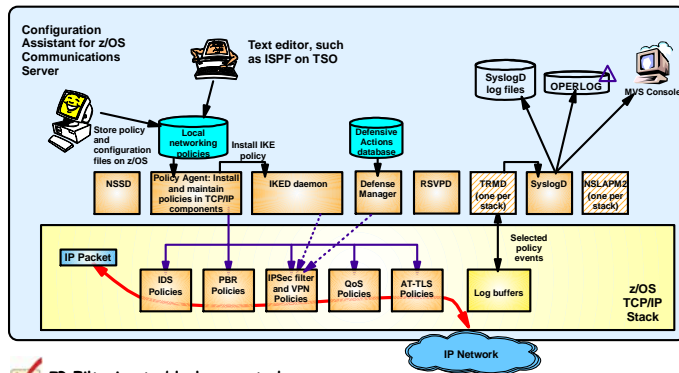 Configuration
Assistant for z/OS
Communications
Server
Text editor, such
as ISPF on TSO
SyslogD
log files
OPERLOG
MVS Console
Store policy
and
configuration
files on z/OS
Local
networking
policies
Install IKE
policy
Defensive
Actions
database
NSSD
Policy Agent: Install
and maintain
policies in TCP/IP
components
IKED daemon
Defense
Manager
RSVPD
TRMD
(one per
stack)
SyslogD
NSLAPM2
(one per
stack)
IP Packet
Selected
policy
events
IDS
Policies
PBR
Policies
IPSec filter
and VPN
Policies
QoS
Policies
AT-TLS
Policies
Log buffers
z/OS
TCP/IP
Stack
IP Network